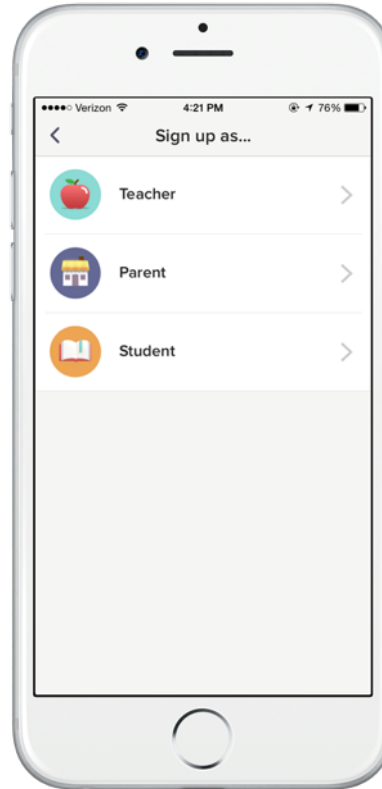 Verizon 4:21 PM 76%
Sign up as...
Teacher
Parent
Student